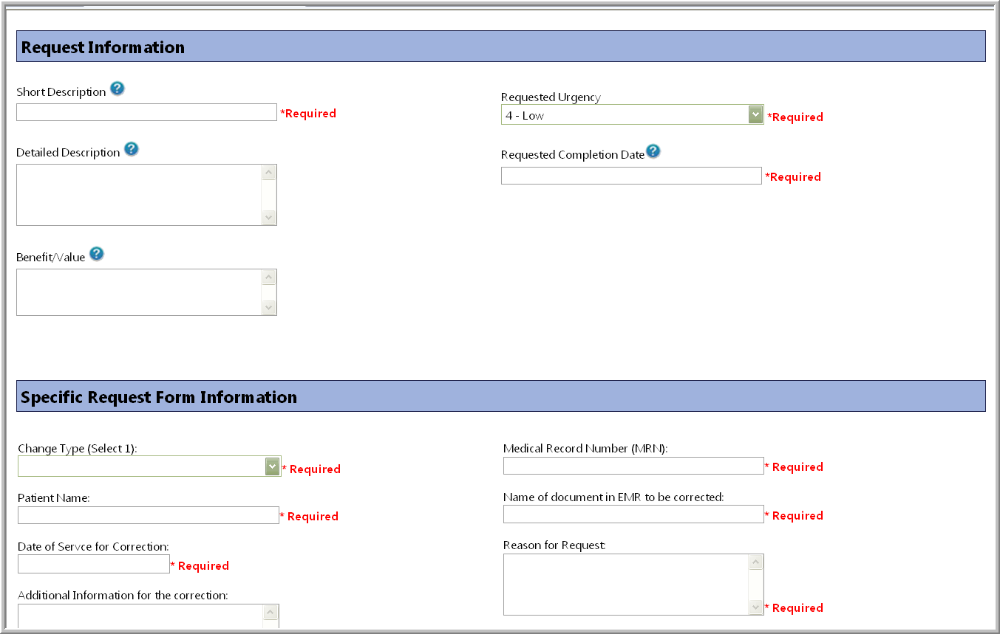 Request Information
Short Description ?
*Required
Requested Urgency
4 - Low
*Required
Detailed Description ?
Requested Completion Date ?
*Required
Benefit/Value ?
Specific Request Form Information
Change Type (Select 1):
* Required
Medical Record Number (MRN):
* Required
Patient Name:
* Required
Name of document in EMR to be corrected:
* Required
Date of Servce for Correction:
* Required
Reason for Request:
* Required
Additional Information for the correction: